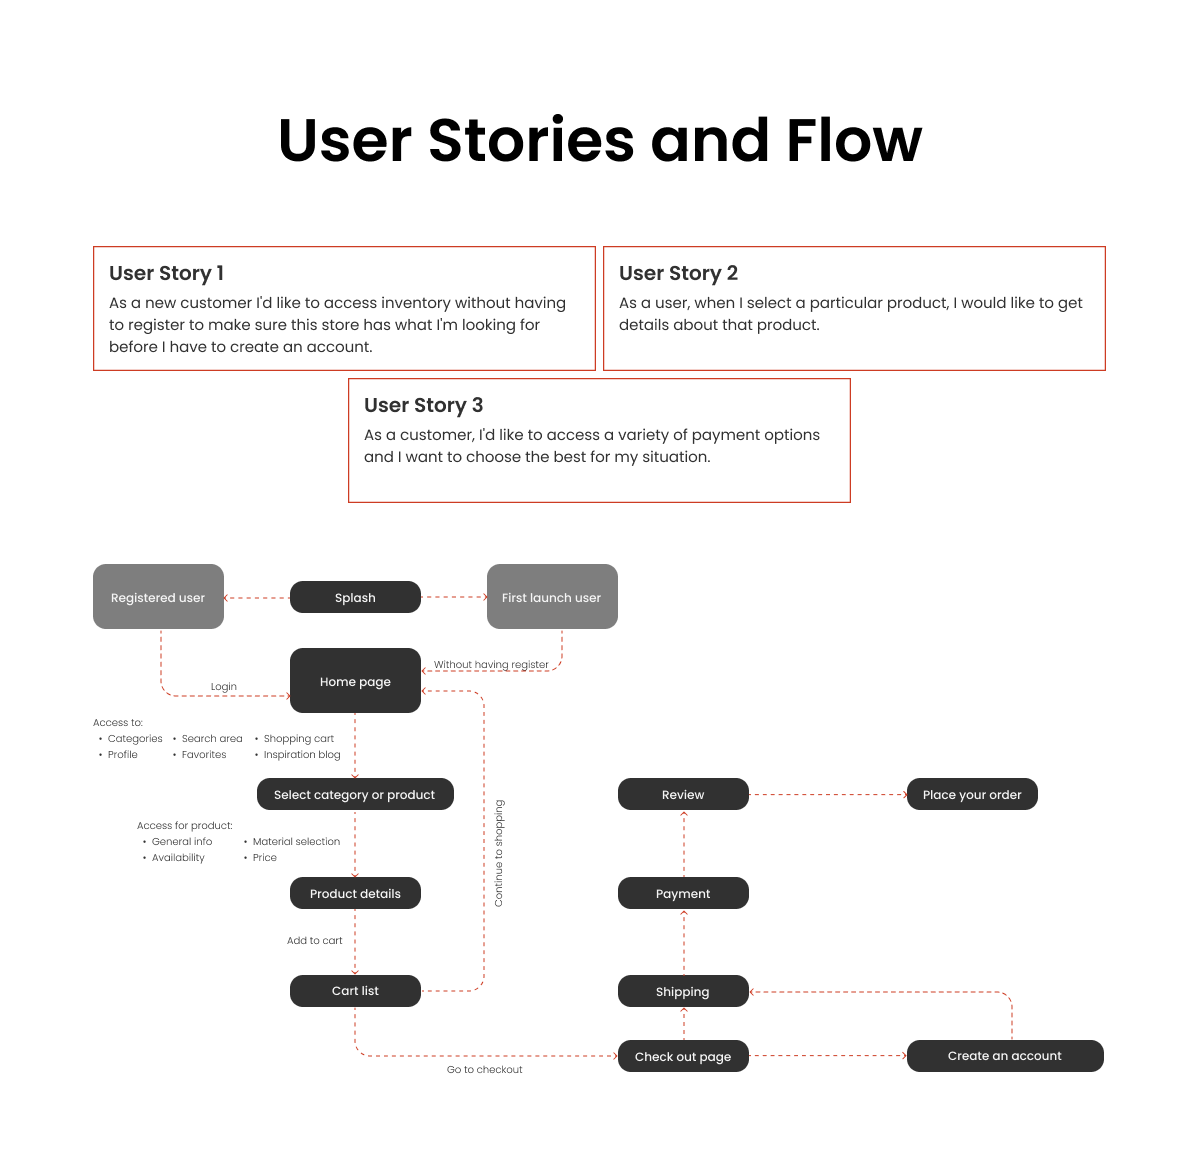 User Stories and Flow
User Story 1
As a new customer I'd like to access inventory without having
to register to make sure this store has what I'm looking for
before I have to create an account.
User Story 2
As a user, when I select a particular product, I would like to get
details about that product.
User Story 3
As a customer, I'd like to access a variety of payment options
and I want to choose the best for my situation.
Registered user
Splash
First launch user
Without having register
Home page
Login
Access to:
• Categories • Search area • Shopping cart
• Profile • Favorites • Inspiration blog
Select category or product
Review
Place your order
Access for product:
• General info • Material selection
• Availability • Price
Continue to shopping
Product details
Payment
Add to cart
Cart list
Shipping
Check out page
Create an account
Go to checkout